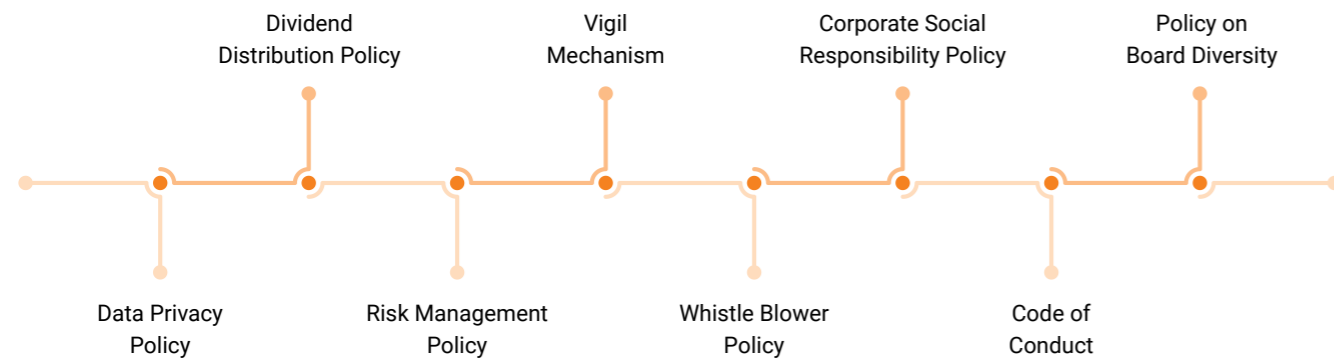 Dividend
Distribution Policy
Vigil
Mechanism
Corporate Social
Responsibility Policy
Policy on
Board Diversity
Data Privacy
Policy
Risk Management
Policy
Whistle Blower
Policy
Code of
Conduct